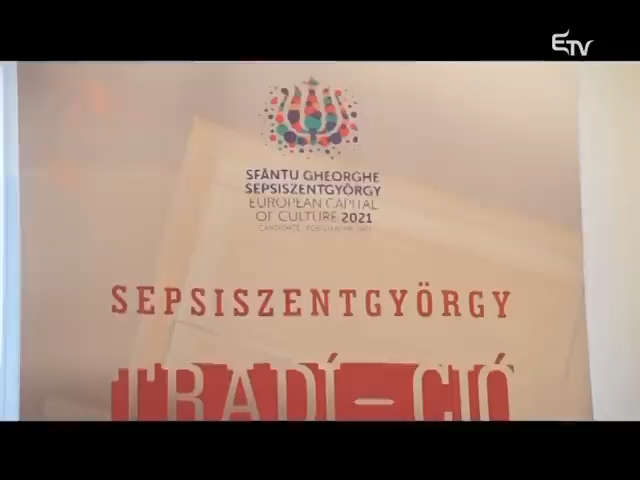 ETV
SFÂNTU GHEORGHE
SEPSISZENTGYÖRGY
EUROPEAN CAPITAL
OF CULTURE 2021
SEPSISZENTGYÖRGY
TRADÍ–CIÓ